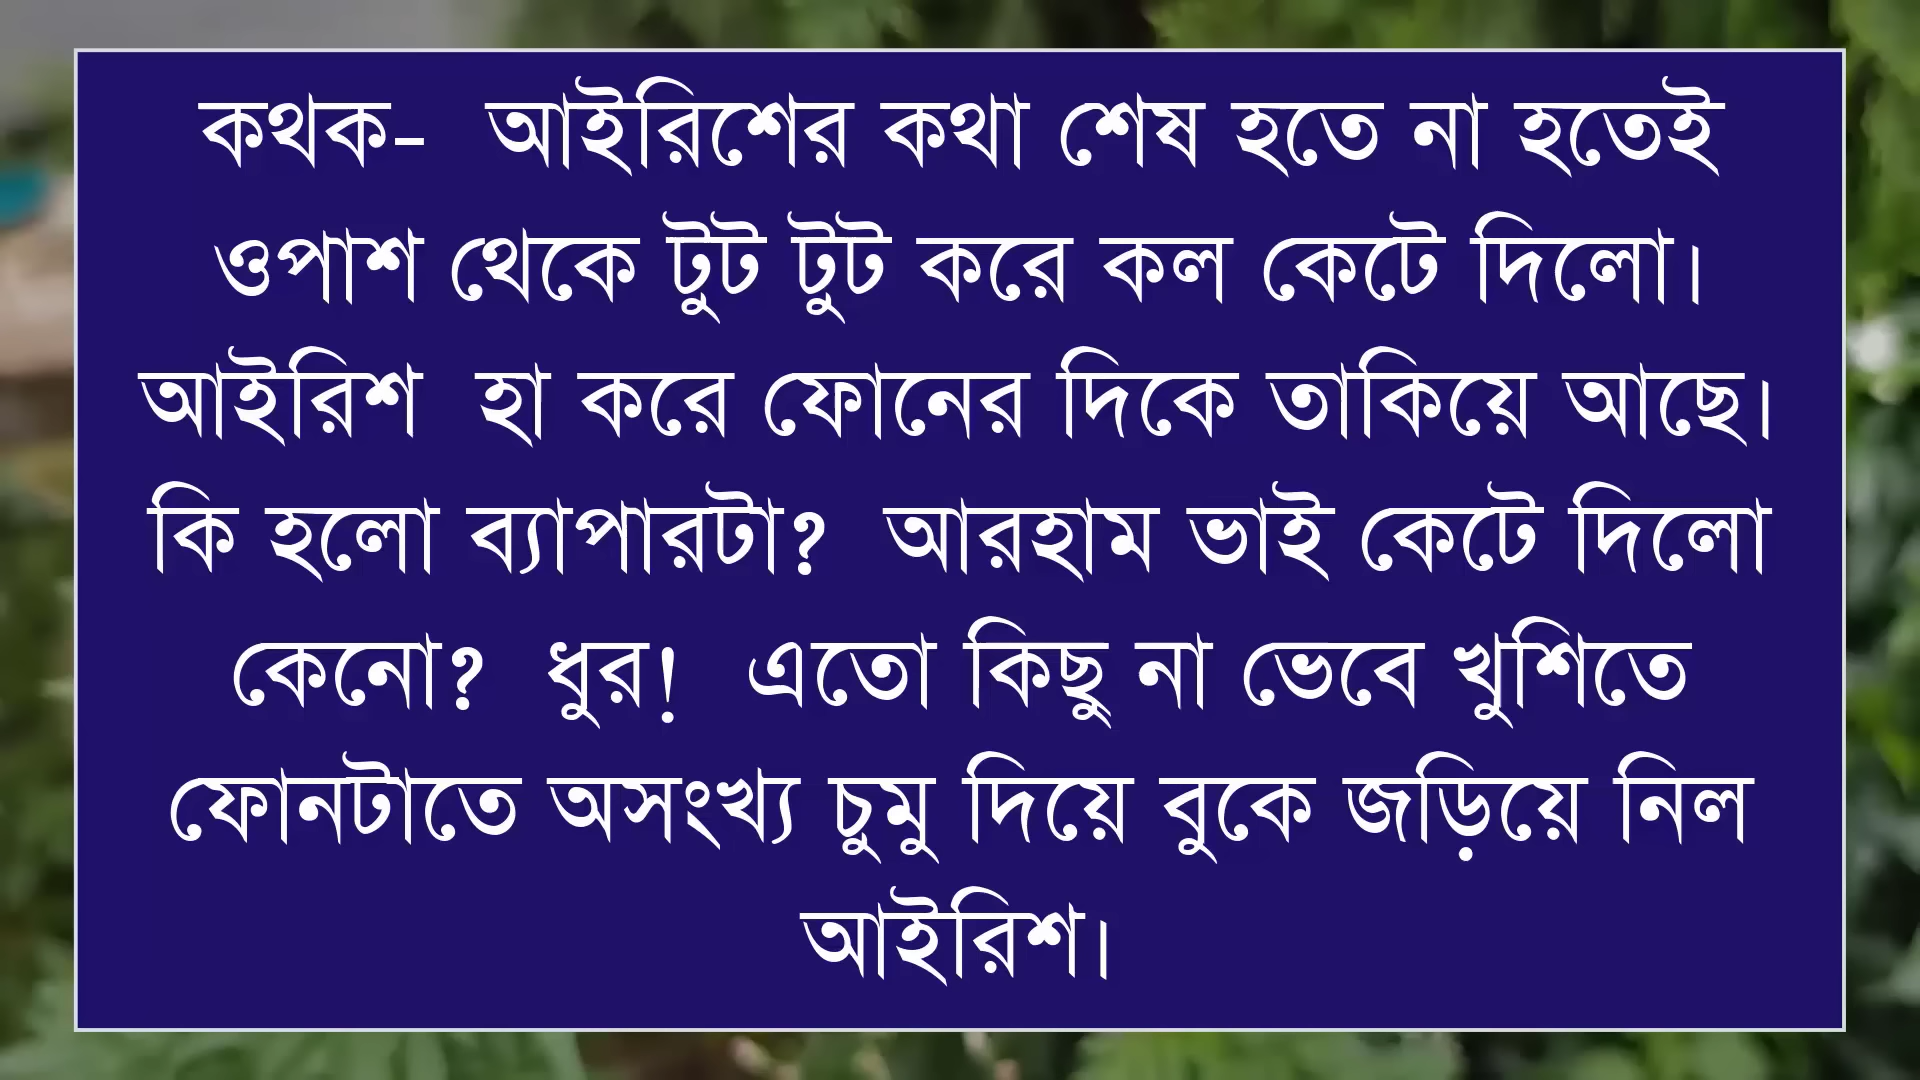 কথক- আইরিশের কথা শেষ হতে না হতেই
ওপাশ থেকে টুট টুট করে কল কেটে দিলো।
আইরিশ হা করে ফোনের দিকে তাকিয়ে আছে।
কি হলো ব্যাপারটা? আরহাম ভাই কেটে দিলো
কেনো? ধুর! এতো কিছু না ভেবে খুশিতে
ফোনটাতে অসংখ্য চুমু দিয়ে বুকে জড়িয়ে নিল
আইরিশ।